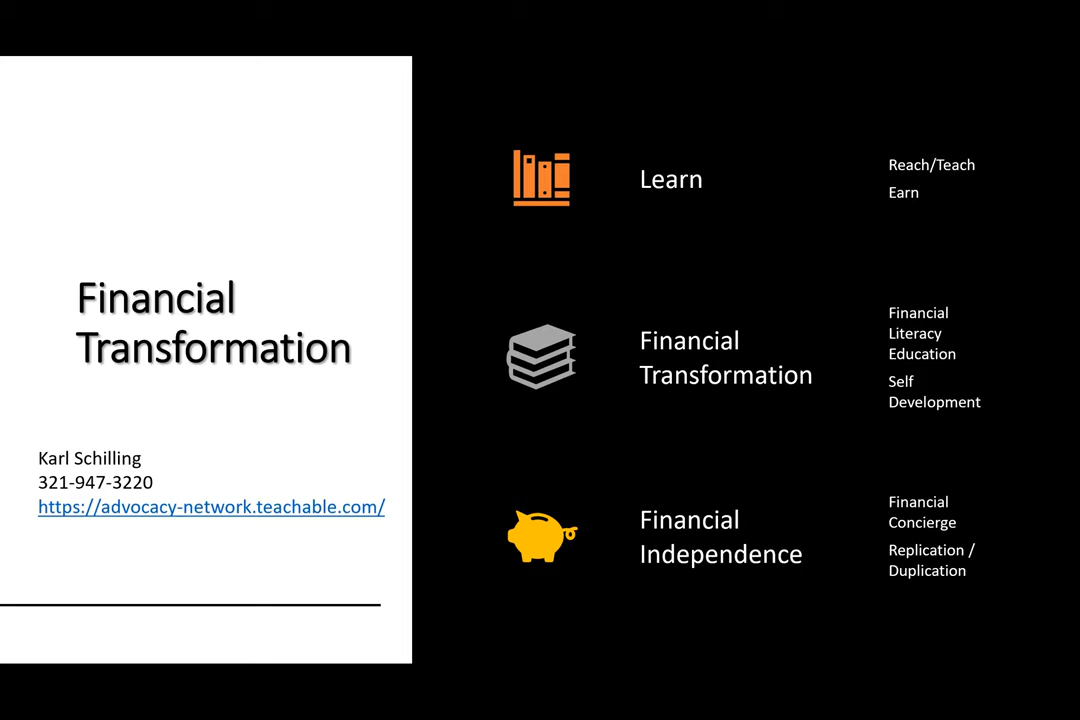 Financial
Transformation
Karl Schilling
321-947-3220
https://advocacy-network.teachable.com/
Learn
Reach/Teach
Earn
Financial
Transformation
Financial
Literacy
Education
Self
Development
Financial
Independence
Financial
Concierge
Replication /
Duplication